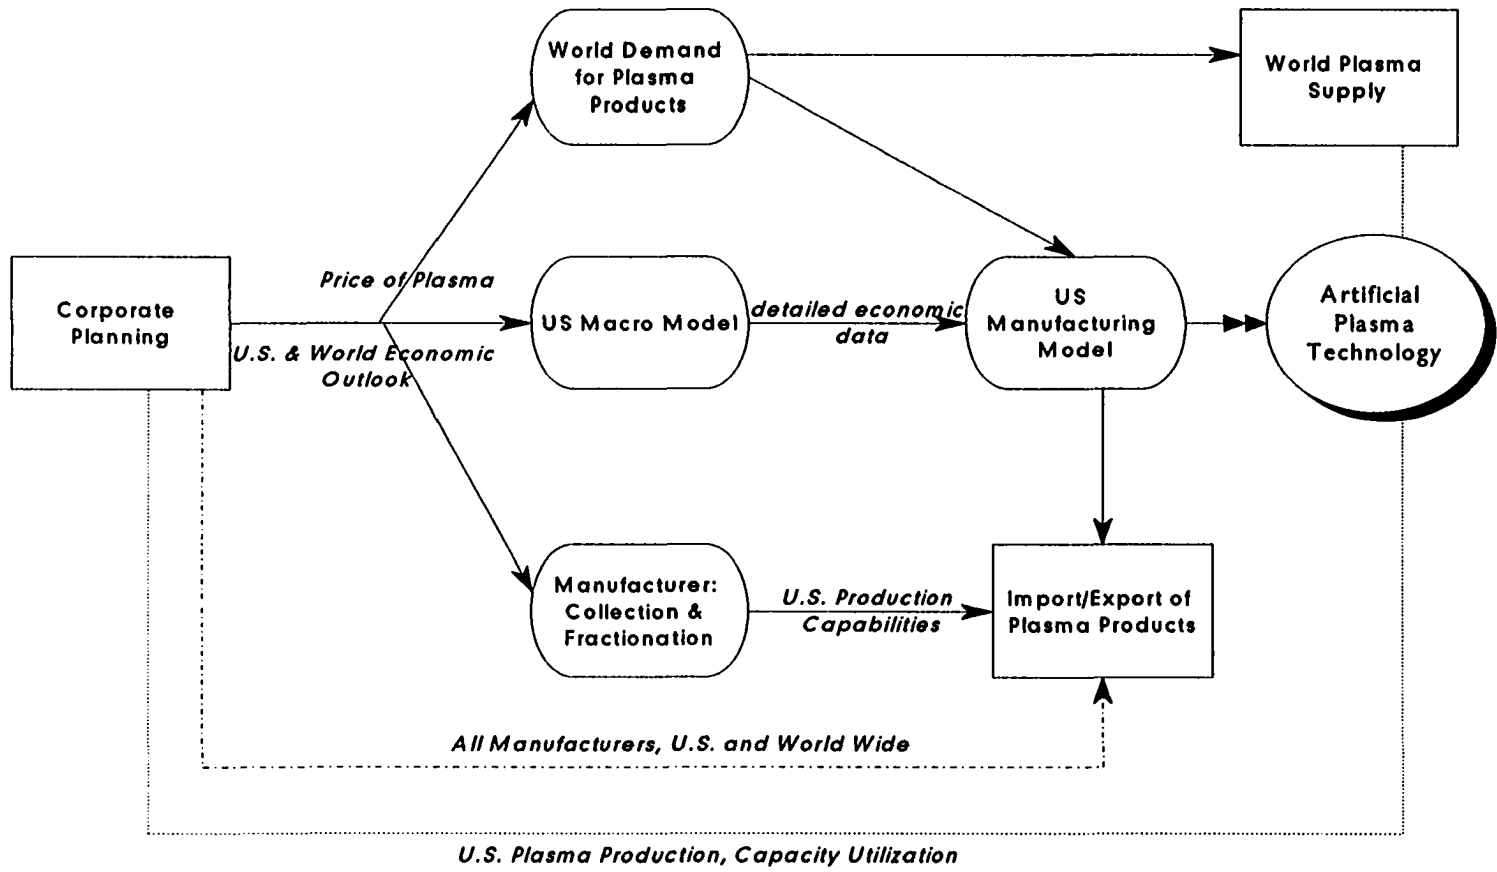 World Demand
for Plasma
Products
World Plasma
Supply
Price of Plasma
Corporate
Planning
U.S. & World Economic
Outlook
US Macro Model
detailed economic
data
US
Manufacturing
Model
Artificial
Plasma
Technology
Manufacturer:
Collection &
Fractionation
U.S. Production
Capabilities
Import/Export of
Plasma Products
All Manufacturers, U.S. and World Wide
U.S. Plasma Production, Capacity Utilization